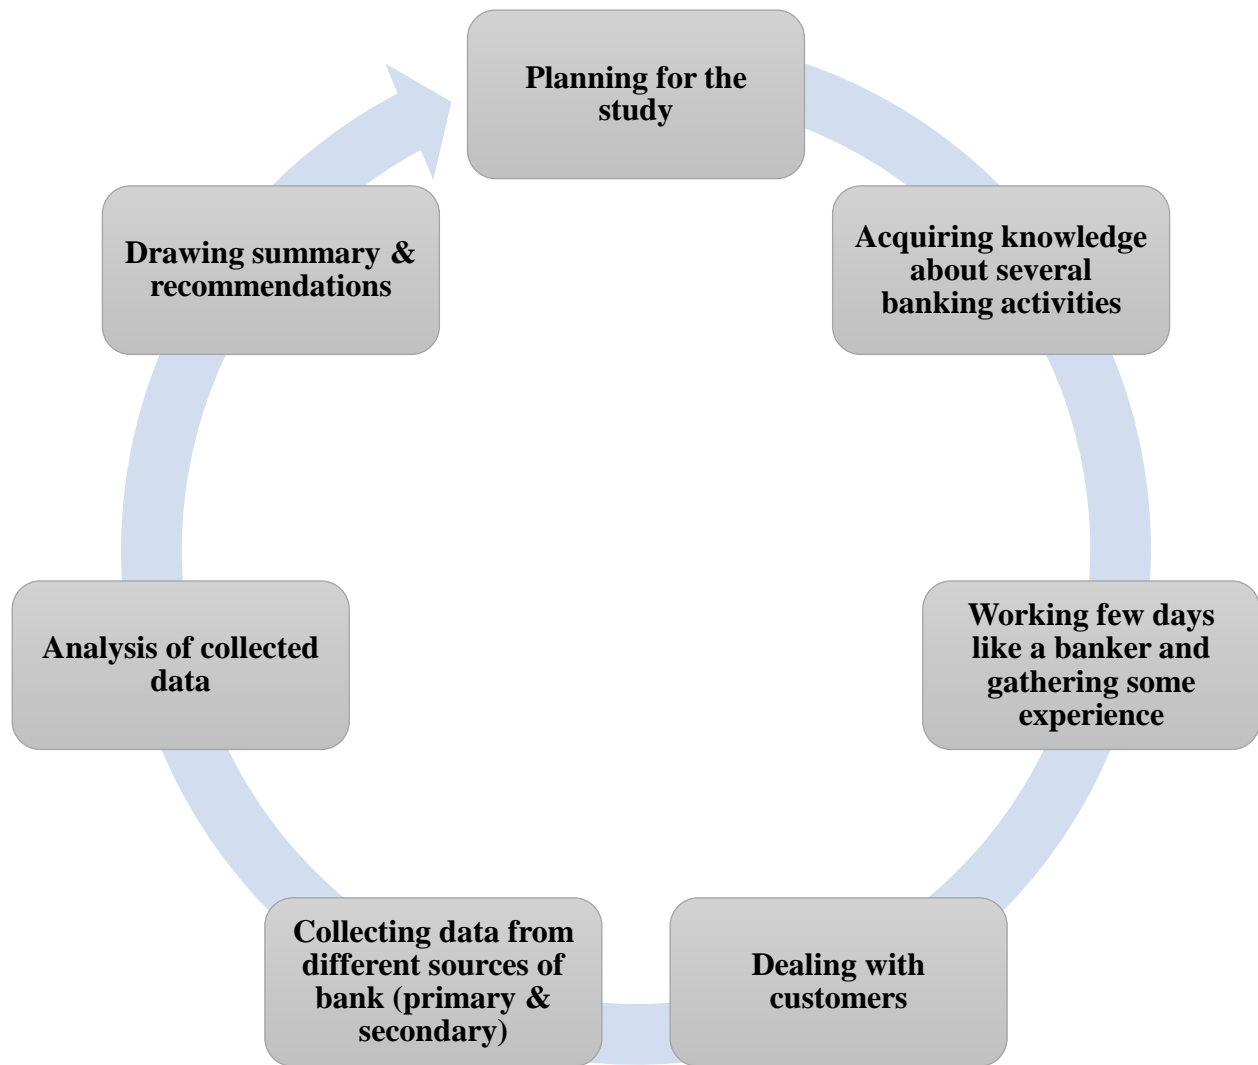 Planning for the
study
Acquiring knowledge
about several
banking activities
Working few days
like a banker and
gathering some
experience
Dealing with
customers
Collecting data from
different sources of
bank (primary &
secondary)
Analysis of collected
data
Drawing summary &
recommendations